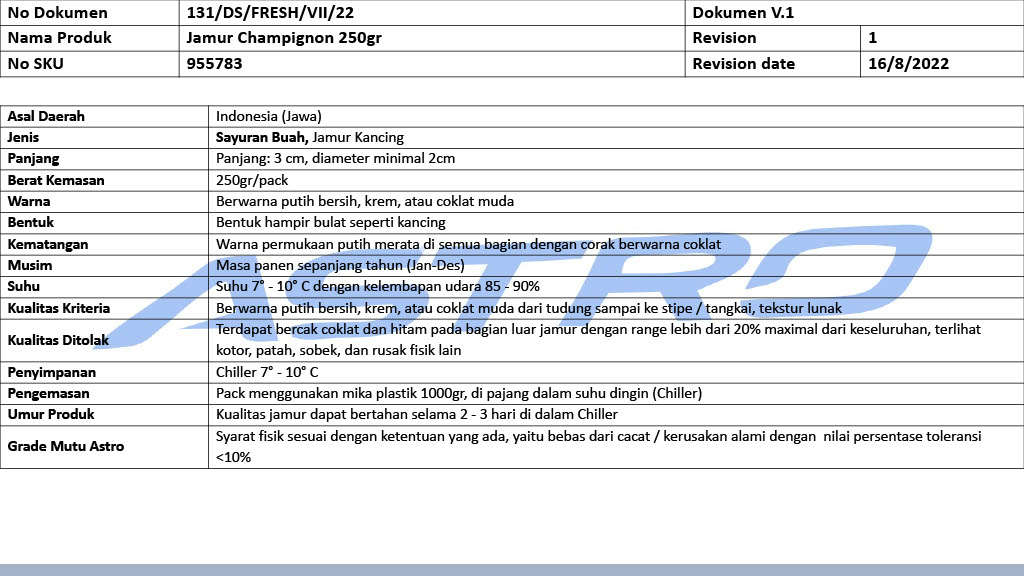 No Dokumen 131/DS/FRESH/VII/22 Dokumen V.1
Nama Produk Jamur Champignon 250gr Revision 1
No SKU 955783 Revision date 16/8/2022
Asal Daerah Indonesia (Jawa)
Jenis Sayuran Buah, Jamur Kancing
Panjang Panjang: 3 cm, diameter minimal 2cm
Berat Kemasan 250gr/pack
Warna Berwarna putih bersih, krem, atau coklat muda
Bentuk Bentuk hampir bulat seperti kancing
Kematangan Warna permukaan putih merata di semua bagian dengan corak berwarna coklat
Musim Masa panen sepanjang tahun (Jan-Des)
Suhu Suhu 7° - 10° C dengan kelembapan udara 85 - 90%
Kualitas Kriteria Berwarna putih bersih, krem, atau coklat muda dari tudung sampai ke stipe / tangkai, tekstur lunak
Kualitas Ditolak Terdapat bercak coklat dan hitam pada bagian luar jamur dengan range lebih dari 20% maximal dari keseluruhan, terlihat
kotor, patah, sobek, dan rusak fisik lain
Penyimpanan Chiller 7° - 10° C
Pengemasan Pack menggunakan mika plastik 1000gr, di pajang dalam suhu dingin (Chiller)
Umur Produk Kualitas jamur dapat bertahan selama 2 - 3 hari di dalam Chiller
Grade Mutu Astro Syarat fisik sesuai dengan ketentuan yang ada, yaitu bebas dari cacat / kerusakan alami dengan nilai persentase toleransi
<10%
ASTRO